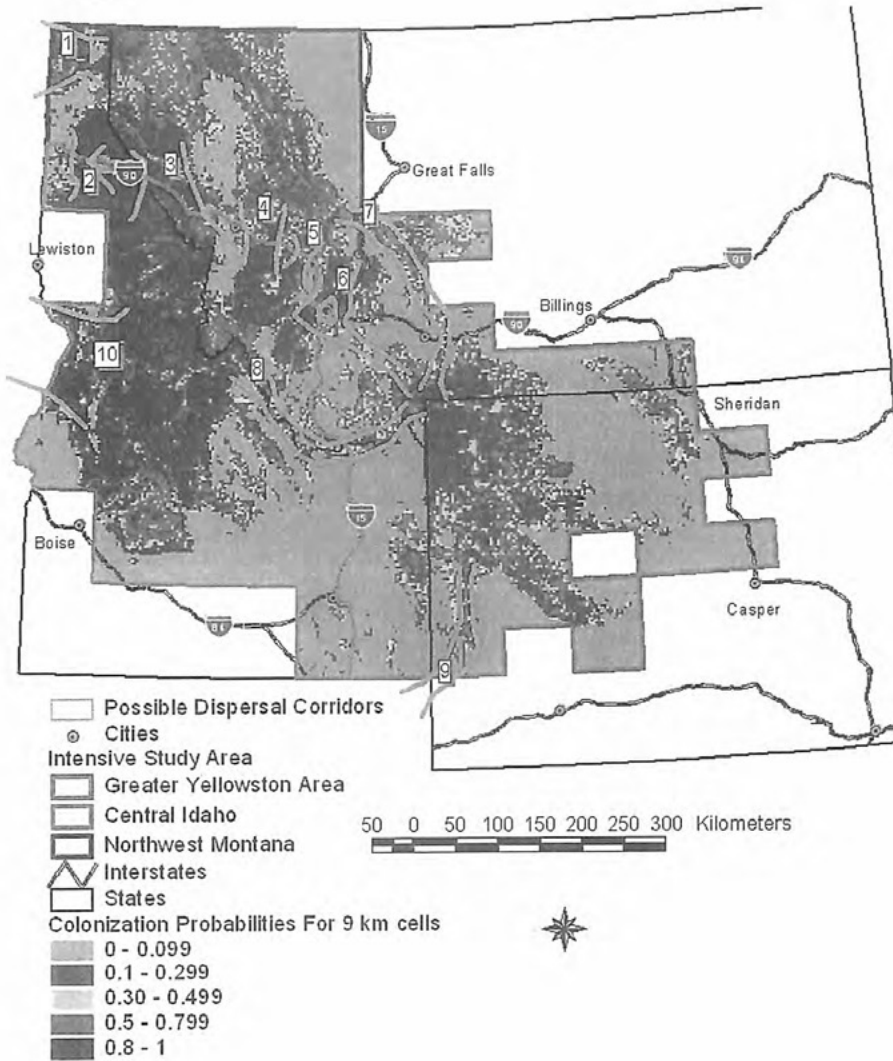 1
15
Great Falls
2
90
3
4
5
7
Lewiston
6
Billings
90
10
8
Sheridan
15
Boise
86
Casper
9
Possible Dispersal Corridors
Cities
Intensive Study Area
Greater Yellowston Area
Central Idaho
Northwest Montana
Interstates
States
50 0 50 100 150 200 250 300 Kilometers
Colonization Probabilities For 9 km cells
0 - 0.099
0.1 - 0.299
0.30 - 0.499
0.5 - 0.799
0.8 - 1